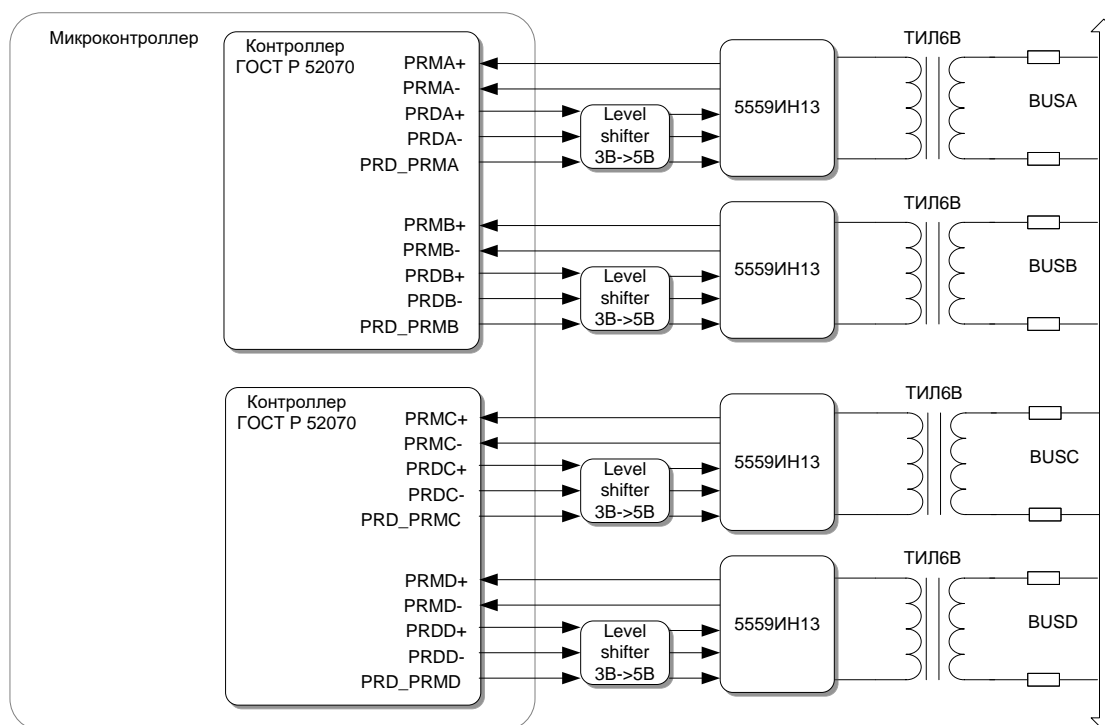 Микроконтроллер
Контроллер
ГОСТ Р 52070
PRMA+
PRMA-
PRDA+
PRDA-
PRD_PRMA
PRMB+
PRMB-
PRDB+
PRDB-
PRD_PRMB
Level
shifter
3В->5В
Level
shifter
3В->5В
5559ИН13
5559ИН13
ТИЛ6В
ТИЛ6В
BUSA
BUSB
Контроллер
ГОСТ Р 52070
PRMC+
PRMC-
PRDC+
PRDC-
PRD_PRMC
PRMD+
PRMD-
PRDD+
PRDD-
PRD_PRMD
Level
shifter
3В->5В
Level
shifter
3В->5В
5559ИН13
5559ИН13
ТИЛ6В
ТИЛ6В
BUSC
BUSD